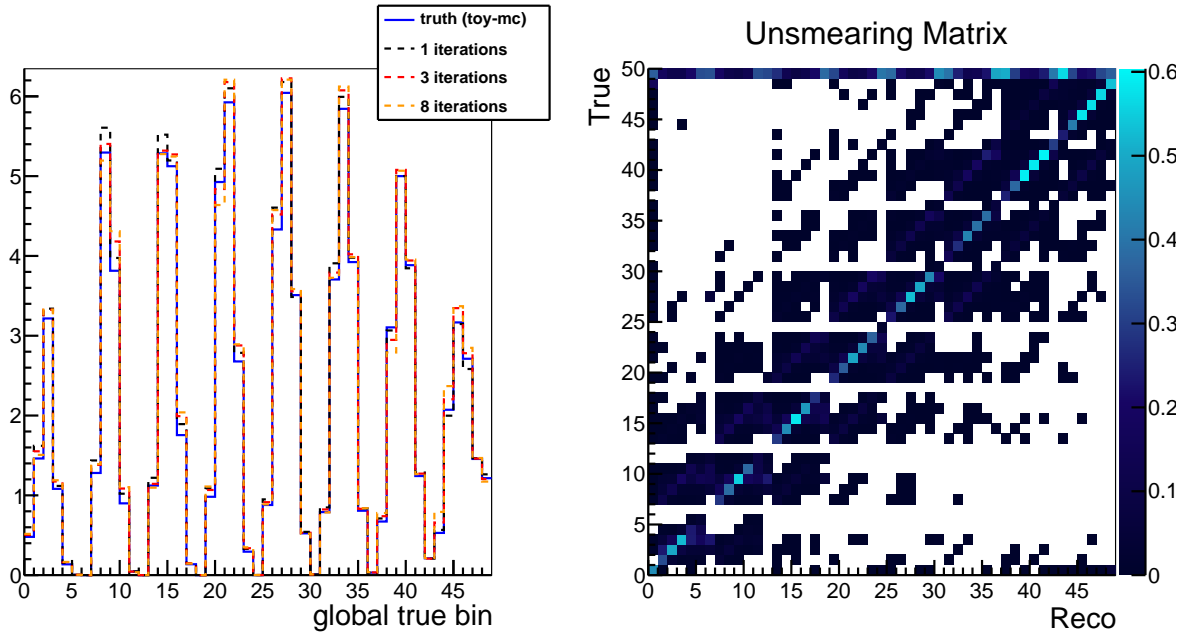 truth (toy-mc)
1 iterations
3 iterations
8 iterations
6
5
4
3
2
1
0
0 5 10 15 20 25 30 35 40 45
global true bin
Unsmearing Matrix
True
50
45
40
35
30
25
20
15
10
5
0
0 5 10 15 20 25 30 35 40 45
Reco
0.6
0.5
0.4
0.3
0.2
0.1
0